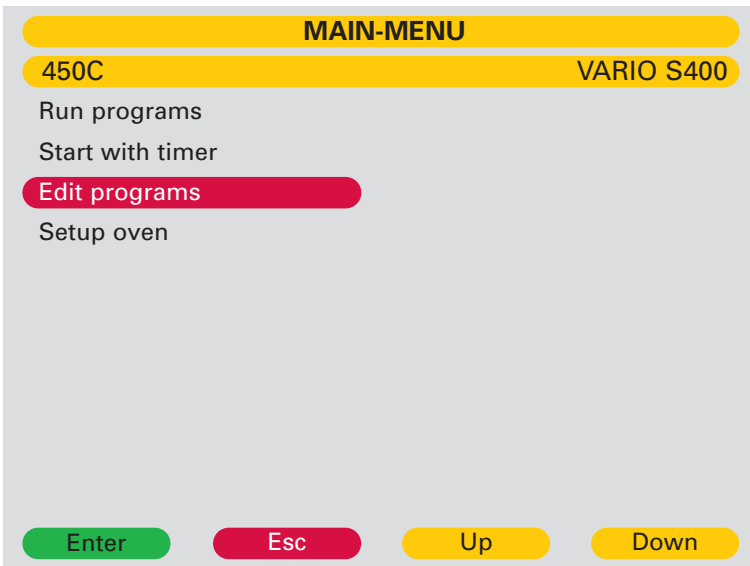 MAIN-MENU
450C VARIO S400
Run programs
Start with timer
Edit programs
Setup oven
Enter Esc Up Down